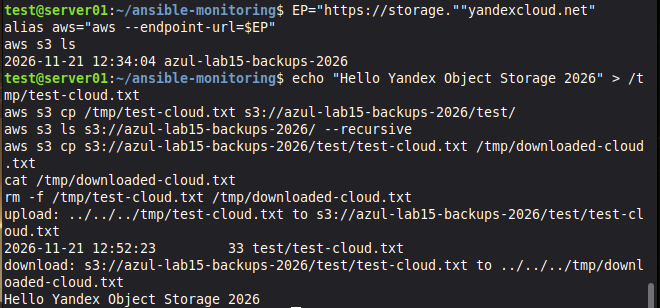 test@server01:~/ansible-monitoring$ EP="https://storage.""yandexcloud.net"
alias aws="aws --endpoint-url=$EP"
aws s3 ls
2026-11-21 12:34:04 azul-lab15-backups-2026
test@server01:~/ansible-monitoring$ echo "Hello Yandex Object Storage 2026" > /t
mp/test-cloud.txt
aws s3 cp /tmp/test-cloud.txt s3://azul-lab15-backups-2026/test/
aws s3 ls s3://azul-lab15-backups-2026/ --recursive
aws s3 cp s3://azul-lab15-backups-2026/test/test-cloud.txt /tmp/downloaded-cloud
.txt
cat /tmp/downloaded-cloud.txt
rm -f /tmp/test-cloud.txt /tmp/downloaded-cloud.txt
upload: ../../../tmp/test-cloud.txt to s3://azul-lab15-backups-2026/test/test-cl
oud.txt
2026-11-21 12:52:23         33 test/test-cloud.txt
download: s3://azul-lab15-backups-2026/test/test-cloud.txt to ../../../tmp/downl
oaded-cloud.txt
Hello Yandex Object Storage 2026